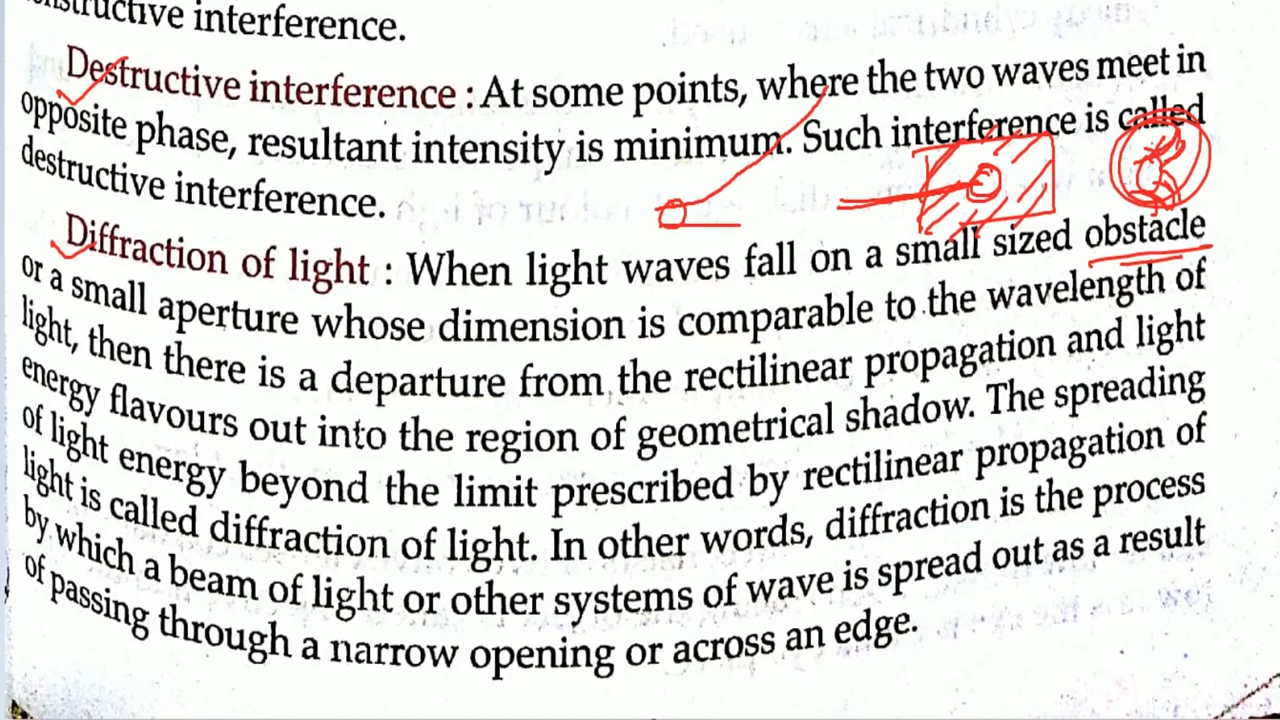 interference.
Destructive interference : At some points, where the two waves meet in
opposite phase, resultant intensity is minimum. Such interference is called
destructive interference.
Diffraction of light : When light waves fall on a small sized obstacle
or a small aperture whose dimension is comparable to the wavelength of
light, then there is a departure from the rectilinear propagation and light
energy flavours out into the region of geometrical shadow. The spreading
of light energy beyond the limit prescribed by rectilinear propagation of
light is called diffraction of light. In other words, diffraction is the process
by which a beam of light or other systems of wave is spread out as a result
of passing through a narrow opening or across an edge.